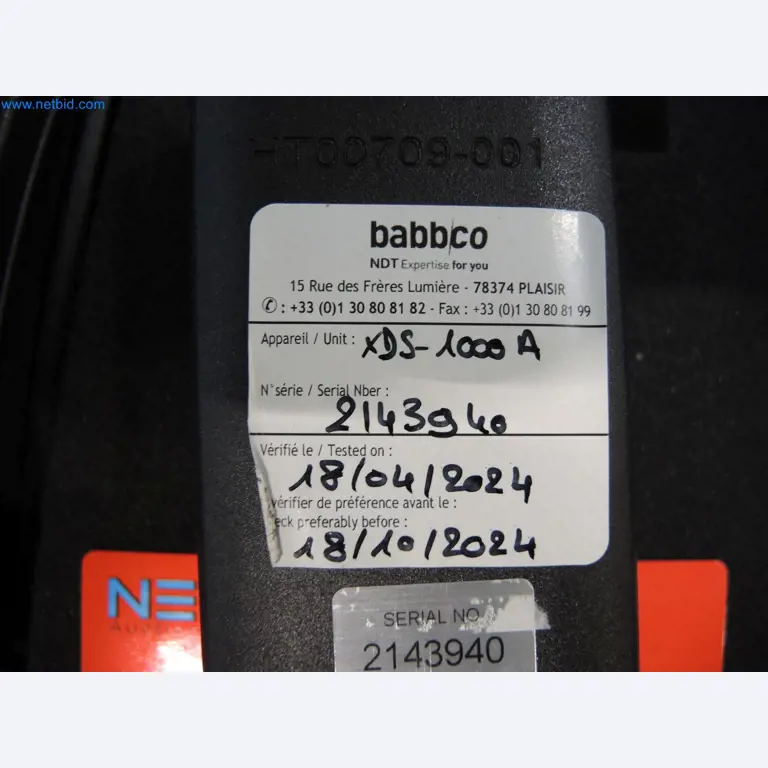 www.netbid.com
HT00709-001
babbco
NDT Expertise for you
15 Rue des Frères Lumière - 78374 PLAISIR
✆ : +33 (0)1 30 80 81 82 - Fax : +33 (0)1 30 80 81 99
Appareil / Unit : XDS-1000 A
N°série / Serial Nber :
2143940
Vérifié le / Tested on :
18/04/2024
vérifier de préférence avant le :
preferably before :
18/10/2024
NE
SERIAL NO
2143940